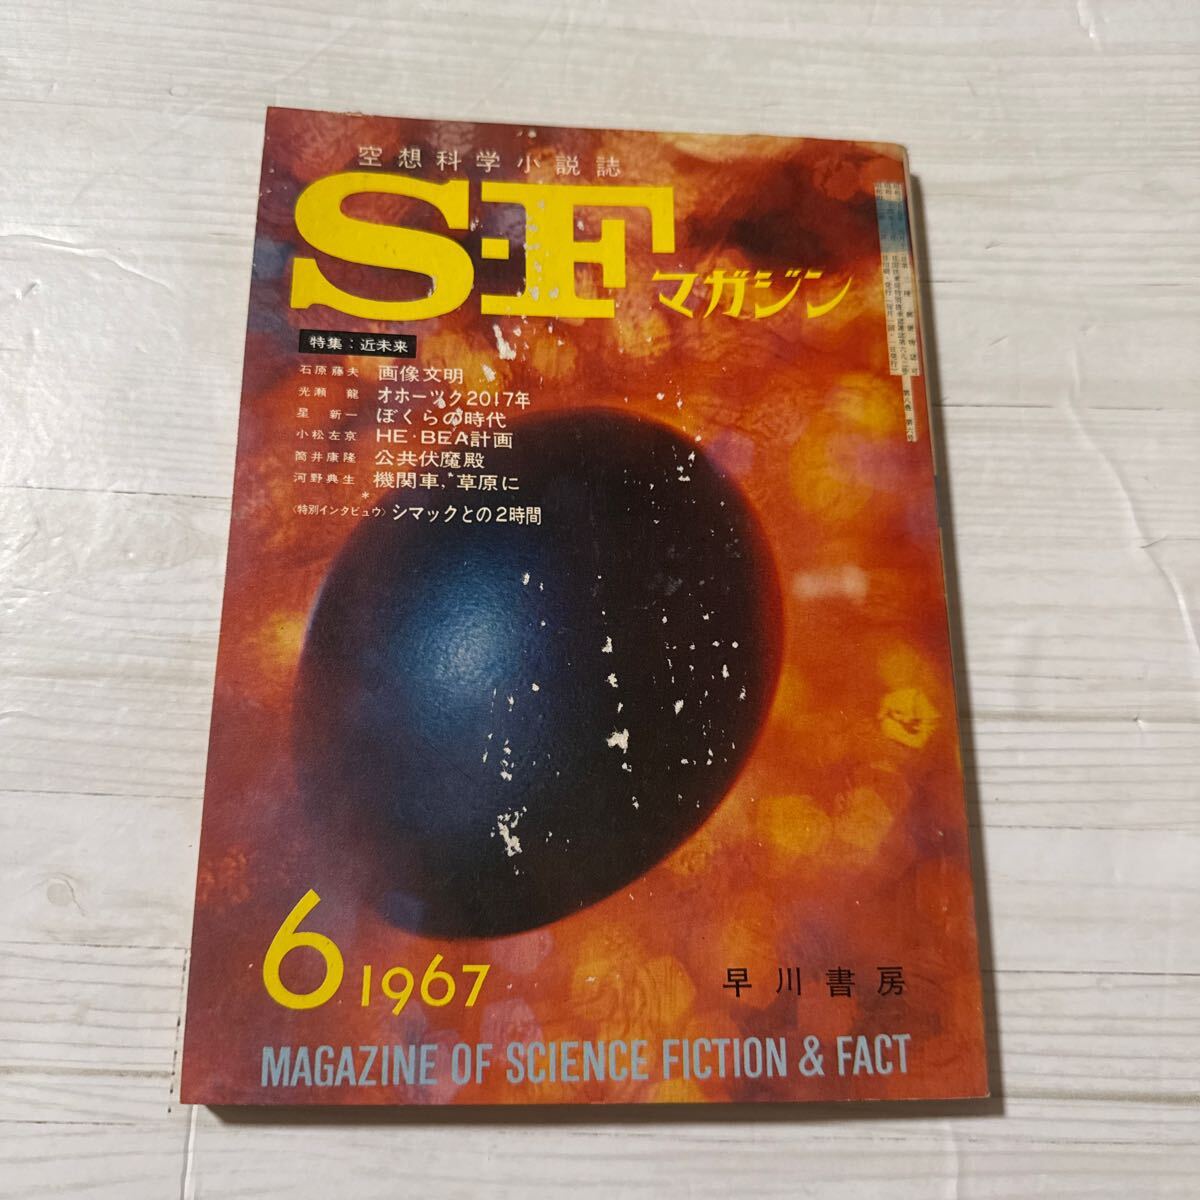 空想科学小説誌
S-Fマガジン
特集：近未来
石原藤夫 画像文明
光瀬 龍 オホーツク2017年
星 新一 ぼくらの時代
小松左京 HE・BEA計画
筒井康隆 公共伏魔殿
河野典生 機関車，草原に
*
〈特別インタビュウ〉シマックとの2時間
6 1967
早川書房
MAGAZINE OF SCIENCE FICTION & FACT